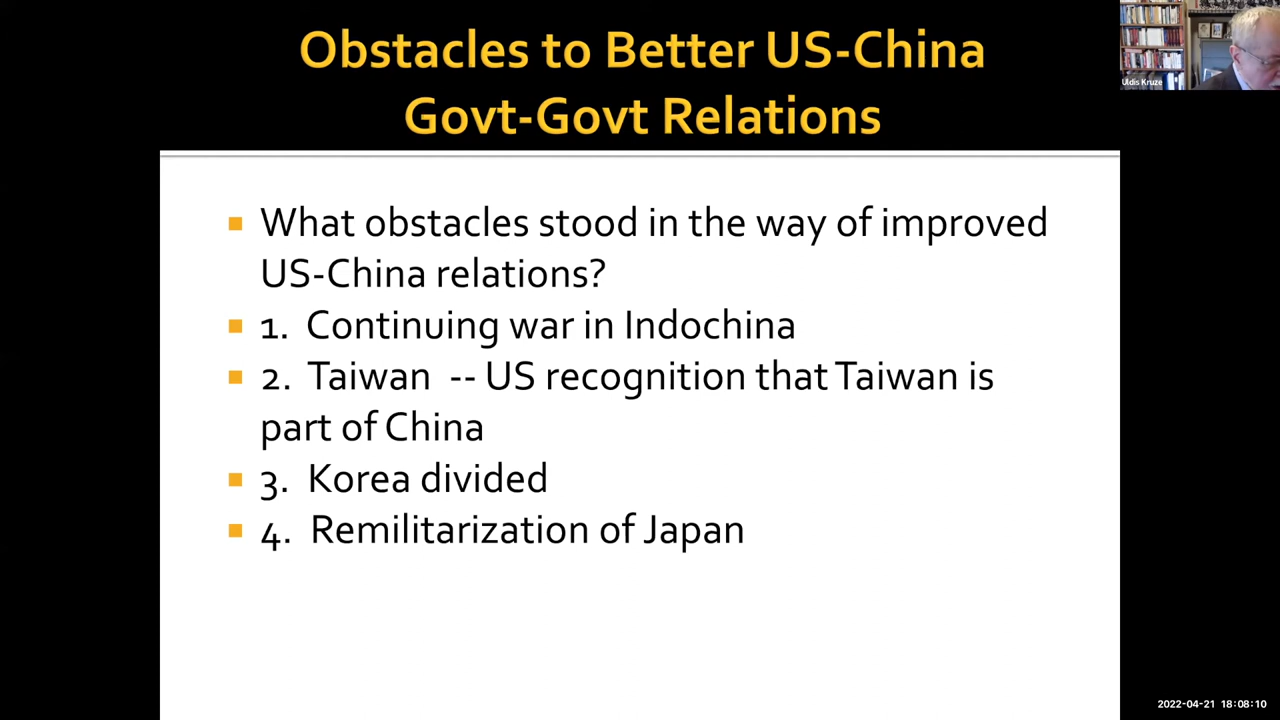 Obstacles to Better US-China
Govt-Govt Relations
Uldis Kruze
What obstacles stood in the way of improved
US-China relations?
1. Continuing war in Indochina
2. Taiwan -- US recognition that Taiwan is
part of China
3. Korea divided
4. Remilitarization of Japan
2022-04-21 18:08:10